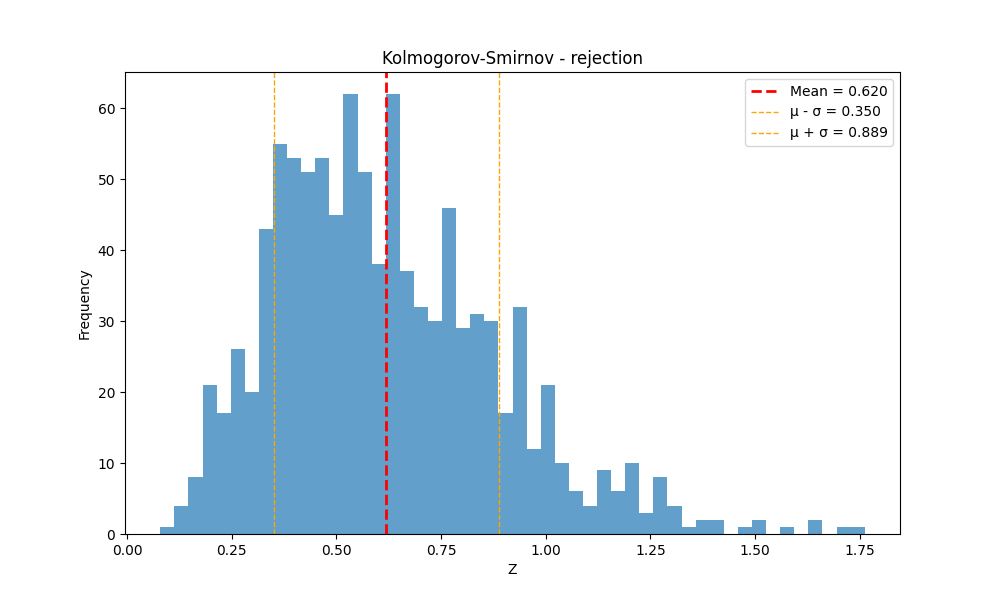 Kolmogorov-Smirnov - rejection
Mean = 0.620
μ - σ = 0.350
μ + σ = 0.889
Frequency
60
50
40
30
20
10
0
0.00 0.25 0.50 0.75 1.00 1.25 1.50 1.75
Z